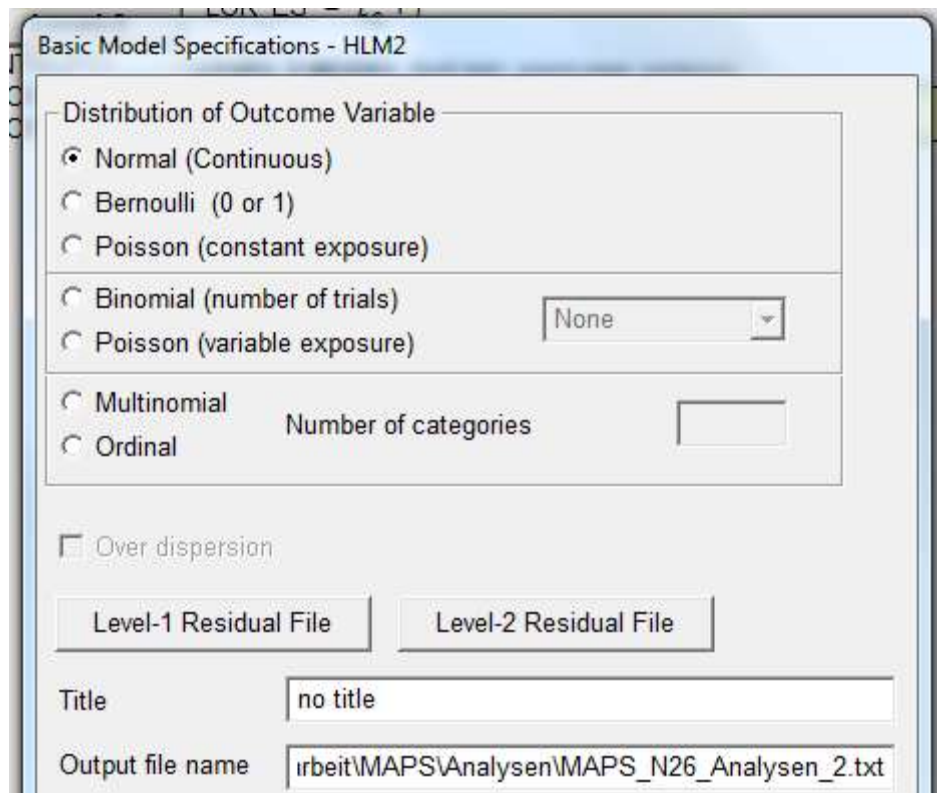 Basic Model Specifications - HLM2
Distribution of Outcome Variable
Normal (Continuous)
Bernoulli (0 or 1)
Poisson (constant exposure)
Binomial (number of trials)
None
Poisson (variable exposure)
Multinomial
Number of categories
Ordinal
Over dispersion
Level-1 Residual File
Level-2 Residual File
Title
no title
Output file name
rbeit\MAPS\Analysen\MAPS_N26_Analysen_2.txt